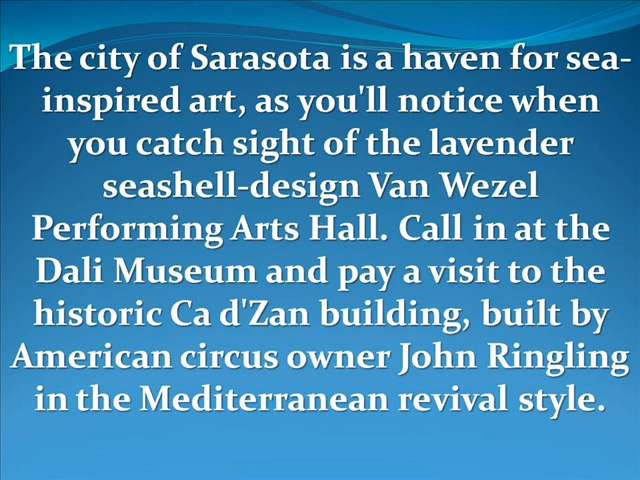 The city of Sarasota is a haven for sea-
inspired art, as you'll notice when
you catch sight of the lavender
seashell-design Van Wezel
Performing Arts Hall. Call in at the
Dali Museum and pay a visit to the
historic Ca d'Zan building, built by
American circus owner John Ringling
in the Mediterranean revival style.